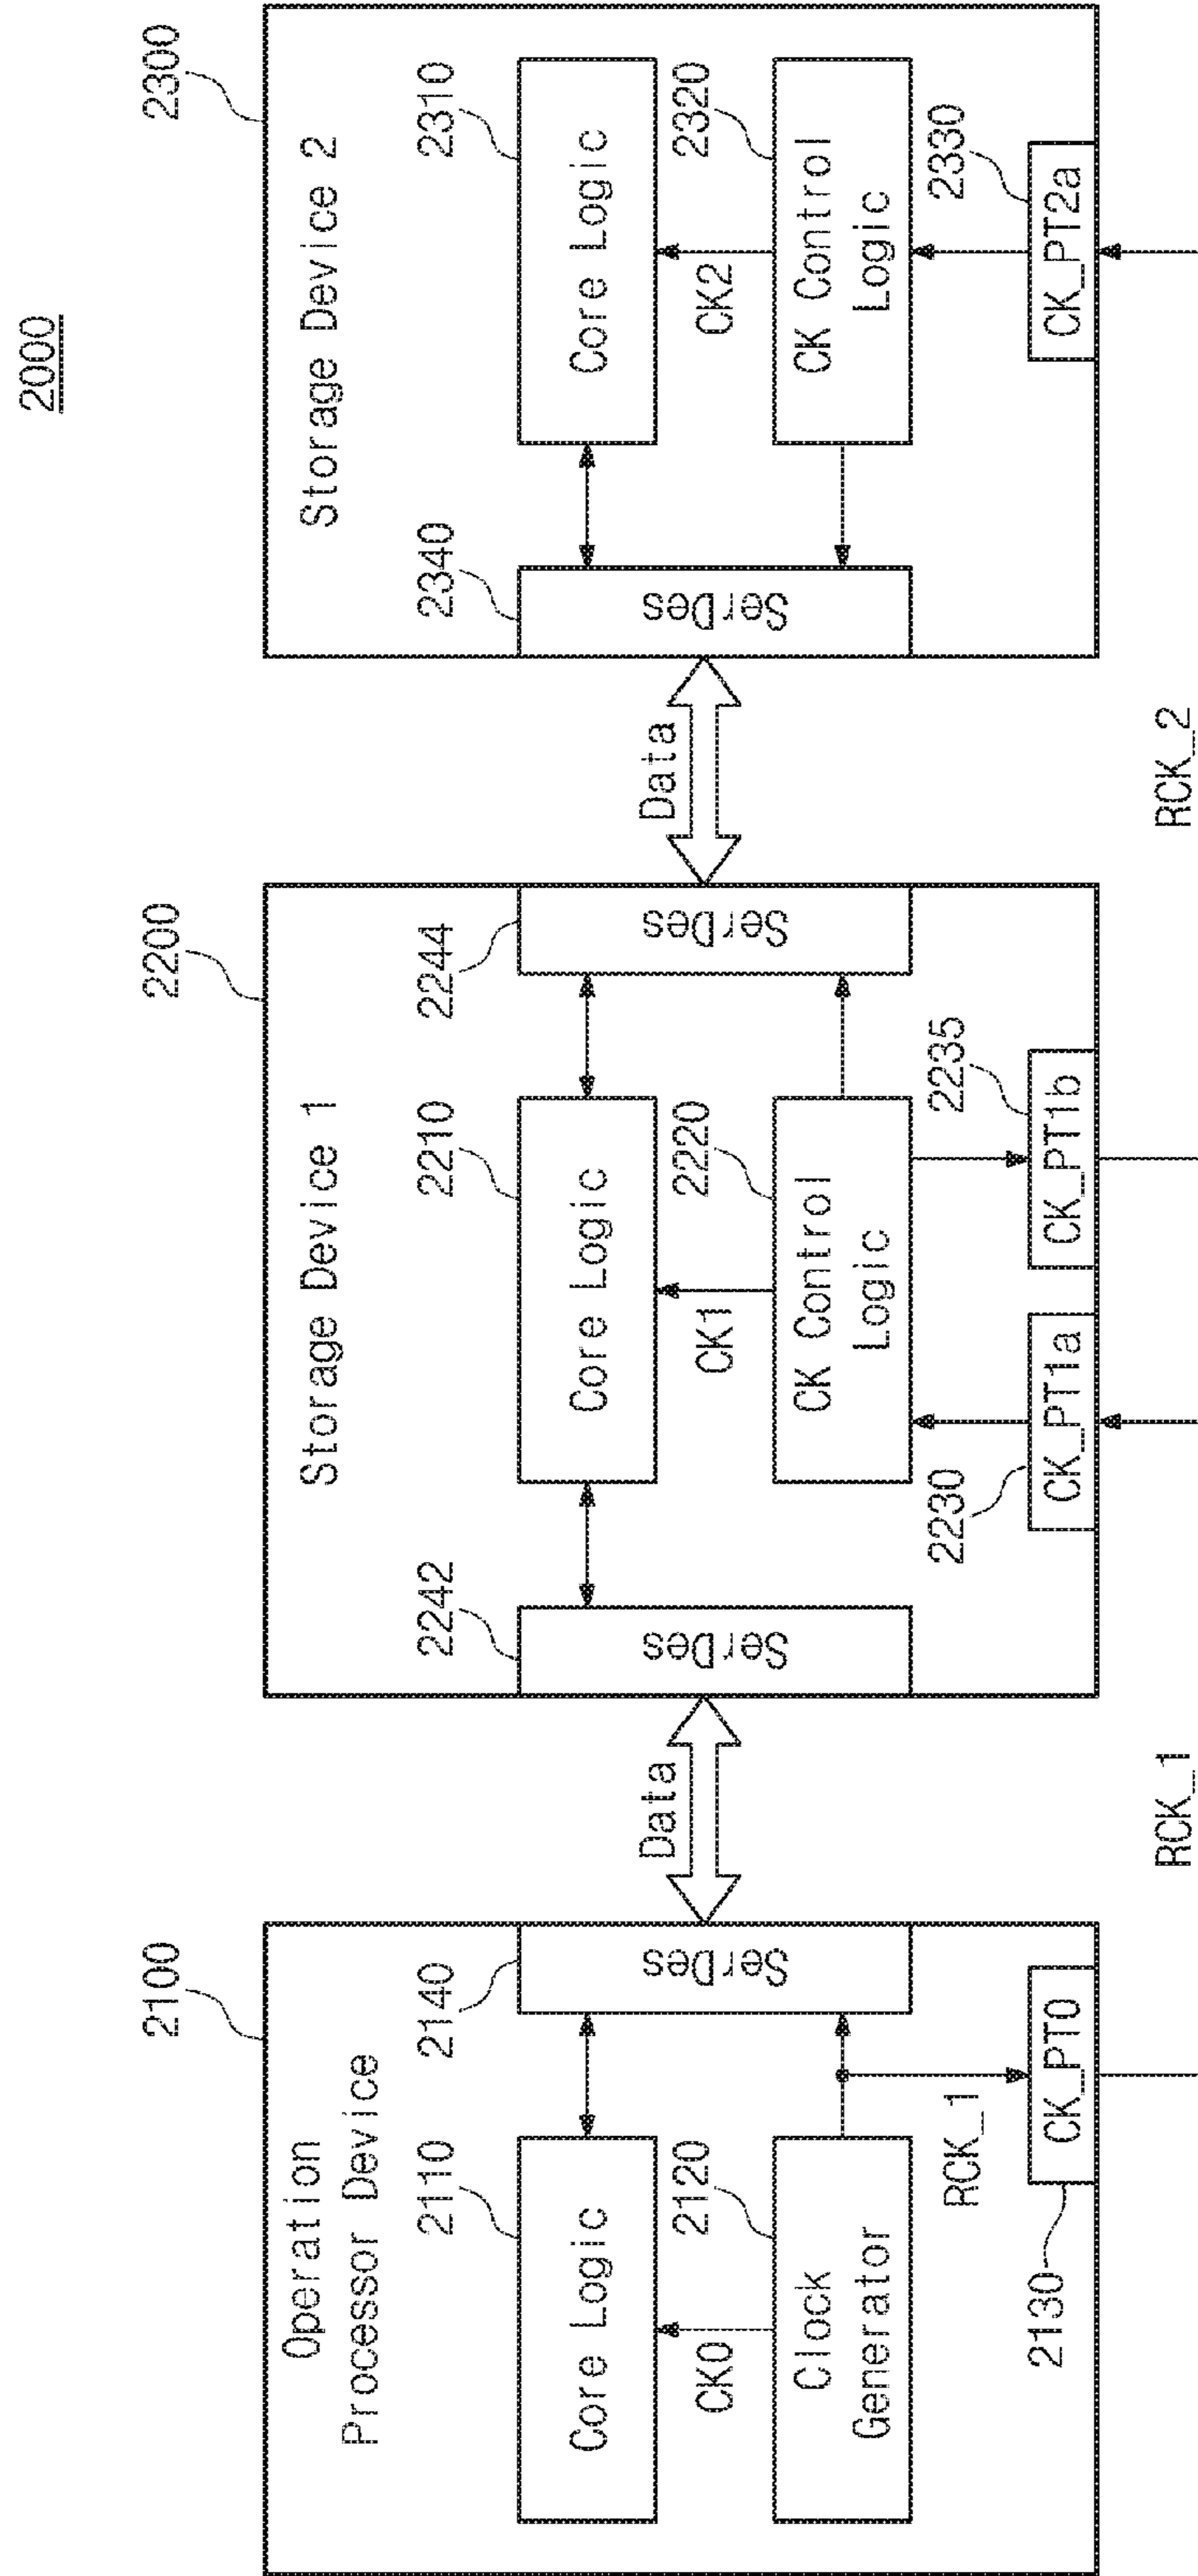 2000
2100
Operation
Processor Device
2110
Core Logic
CK0
2120
Clock
Generator
2140
SerDes
RCK_1
2130
CK_PT0
Data
RCK_1
2200
Storage Device 1
2242
SerDes
2210
Core Logic
CK1
2220
CK Control
Logic
2244
SerDes
2230
CK_PT1a
2235
CK_PT1b
Data
RCK_2
2300
Storage Device 2
2340
SerDes
2310
Core Logic
CK2
2320
CK Control
Logic
2330
CK_PT2a